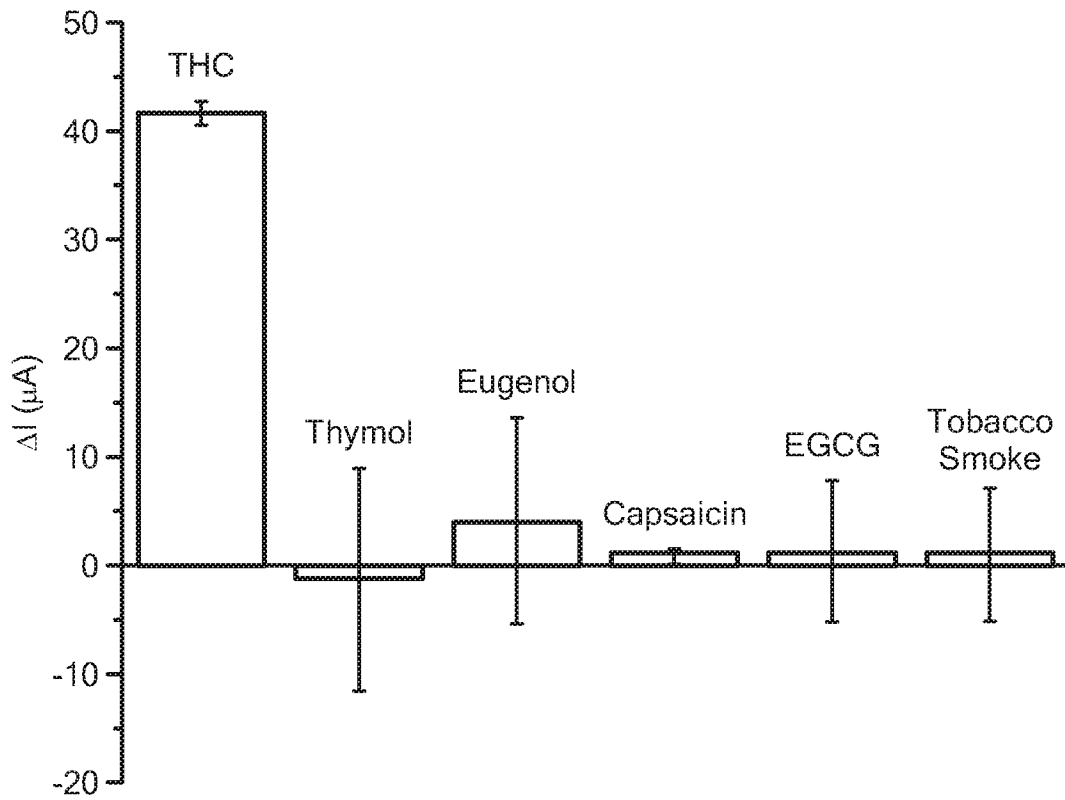 50
40
30
20
10
0
-10
-20
ΔI (μA)
THC
Thymol
Eugenol
Capsaicin
EGCG
Tobacco
Smoke